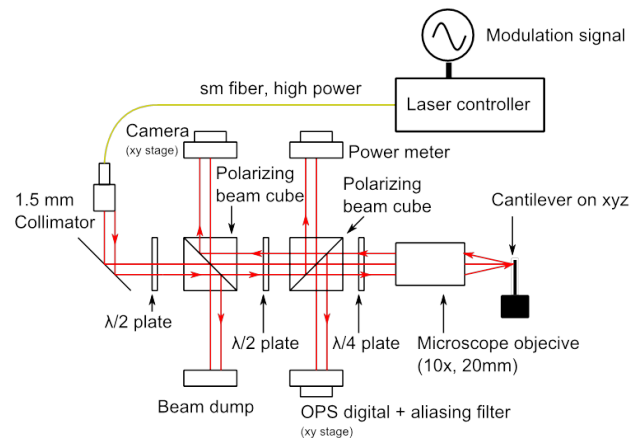 Modulation signal
sm fiber, high power
Laser controller
Camera
(xy stage)
Power meter
Polarizing
beam cube
Polarizing
beam cube
1.5 mm
Collimator
Cantilever on xyz
λ/2 plate
λ/2 plate
λ/4 plate
Microscope objecive
(10x, 20mm)
Beam dump
OPS digital + aliasing filter
(xy stage)